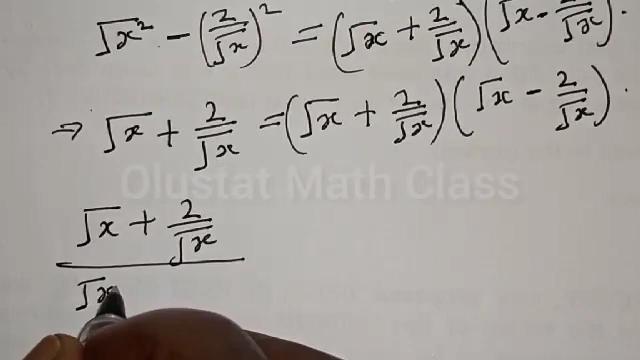 √x² − (2/√x)² = (√x + 2/√x)(√x − 2/√x).
⇒ √x + 2/√x = (√x + 2/√x)(√x − 2/√x).
Olustat Math Class
√x + 2/√x
√x